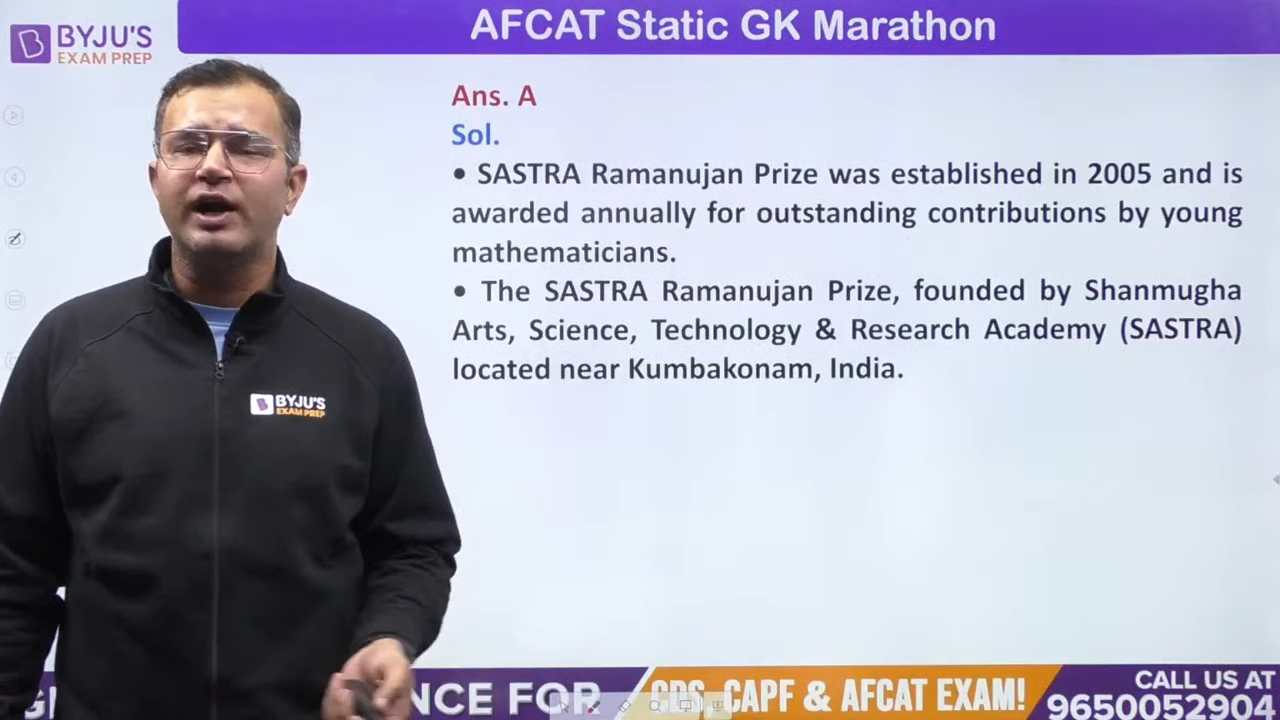 BYJU'S
EXAM PREP
AFCAT Static GK Marathon
Ans. A
Sol.
• SASTRA Ramanujan Prize was established in 2005 and is
awarded annually for outstanding contributions by young
mathematicians.
• The SASTRA Ramanujan Prize, founded by Shanmugha
Arts, Science, Technology & Research Academy (SASTRA)
located near Kumbakonam, India.
BYJU'S
EXAM PREP
FOR
CDS, CAPF & AFCAT EXAM!
CALL US AT
9650052904